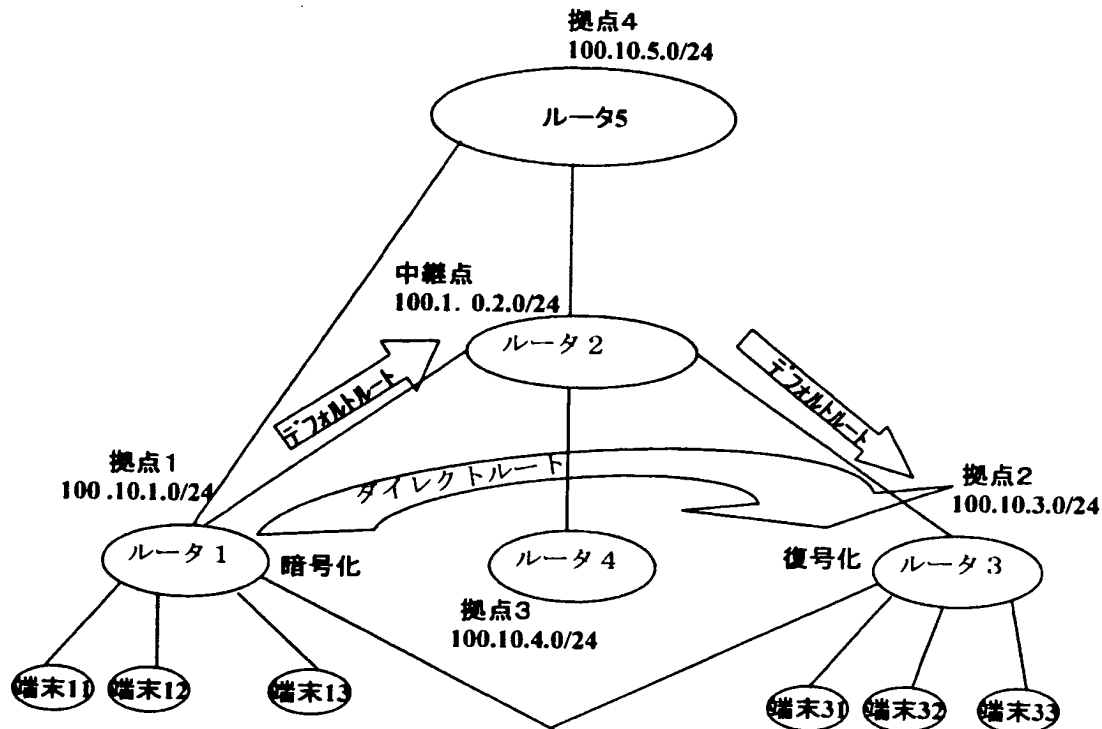 拠点4
100.10.5.0/24
ルータ5
中継点
100.1. 0.2.0/24
ルータ２
デフォルトルート
デフォルトルート
拠点1
100 .10.1.0/24
ダイレクトルート
拠点2
100.10.3.0/24
ルータ１
暗号化
ルータ４
復号化
ルータ３
拠点3
100.10.4.0/24
端末11
端末12
端末13
端末31
端末32
端末33